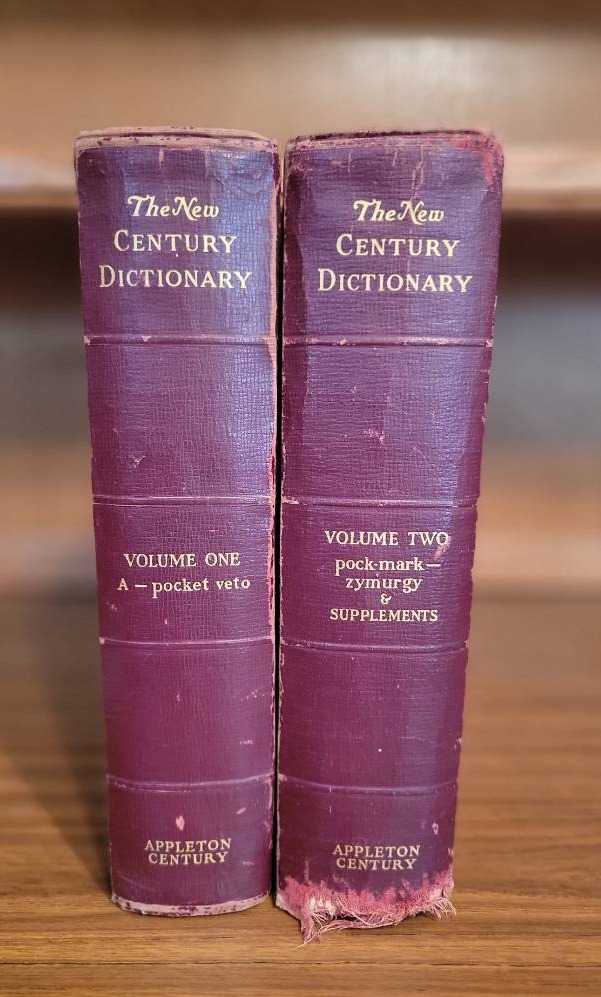 The New
CENTURY
DICTIONARY
VOLUME ONE
A — pocket veto
APPLETON
CENTURY
The New
CENTURY
DICTIONARY
VOLUME TWO
pock-mark —
zymurgy
&
SUPPLEMENTS
APPLETON
CENTURY